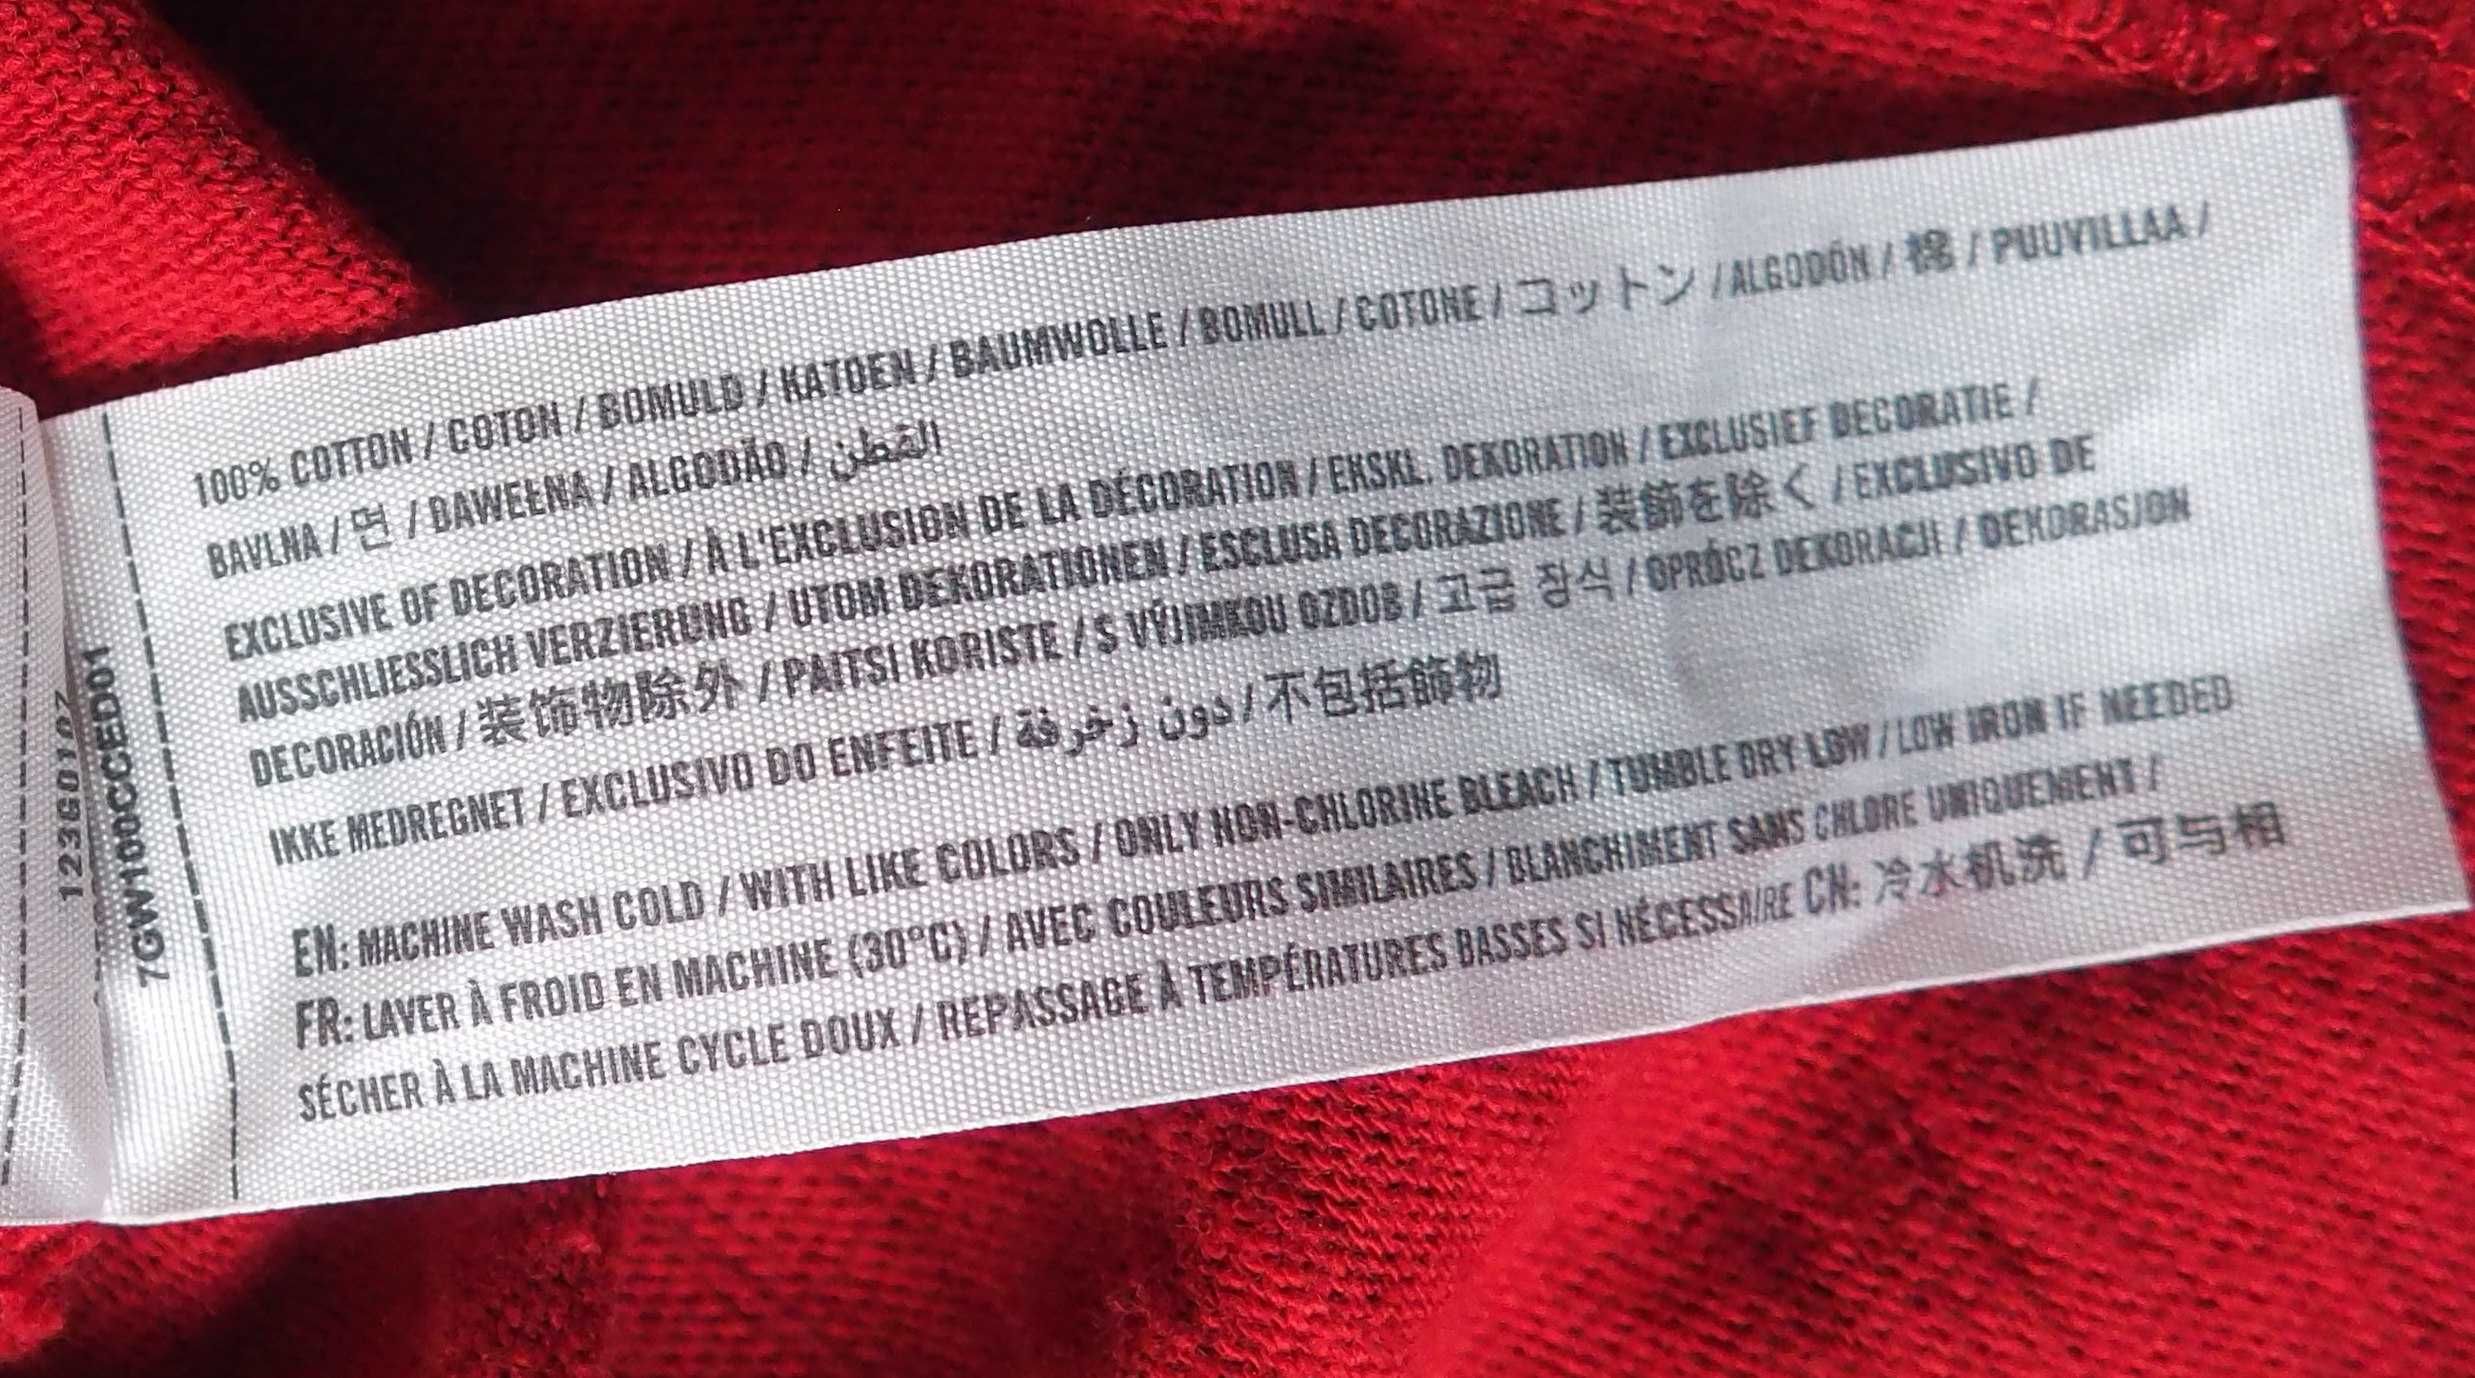 100% COTTON / COTON / BOMULD / KATOEN / BAUMWOLLE / BOMULL / COTONE / コットン / ALGODÓN / 棉 / PUUVILLAA /
BAVLNA / 면 / BAWEŁNA / ALGODÃO / القطن
EXCLUSIVE OF DECORATION / À L'EXCLUSION DE LA DÉCORATION / EKSKL. DEKORATION / EXCLUSIEF DECORATIE /
AUSSCHLIESSLICH VERZIERUNG / UTOM DEKORATIONEN / ESCLUSA DECORAZIONE / 装飾を除く / EXCLUSIVO DE
DECORACIÓN / 装饰物除外 / PAITSI KORISTE / S VÝJIMKOU OZDOB / 고급 장식 / OPRÓCZ DEKORACJI / DEKORASJON
IKKE MEDREGNET / EXCLUSIVO DO ENFEITE / دون زخرفة / 不包括飾物
EN: MACHINE WASH COLD / WITH LIKE COLORS / ONLY NON-CHLORINE BLEACH / TUMBLE DRY LOW / LOW IRON IF NEEDED
FR: LAVER À FROID EN MACHINE (30°C) / AVEC COULEURS SIMILAIRES / BLANCHIMENT SANS CHLORE UNIQUEMENT /
SÉCHER À LA MACHINE CYCLE DOUX / REPASSAGE À TEMPÉRATURES BASSES SI NÉCESSAIRE CN: 冷水机洗 / 可与相
7GW100CCED01